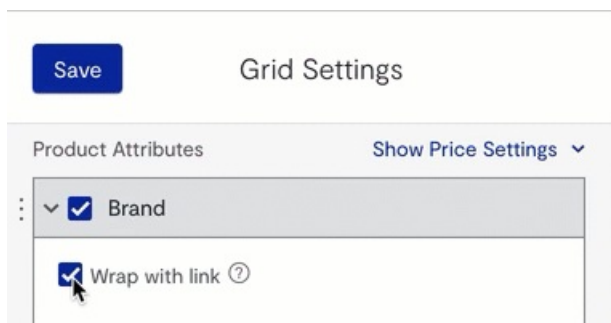 Save
Grid Settings
Product Attributes
Show Price Settings
Brand
Wrap with link ?